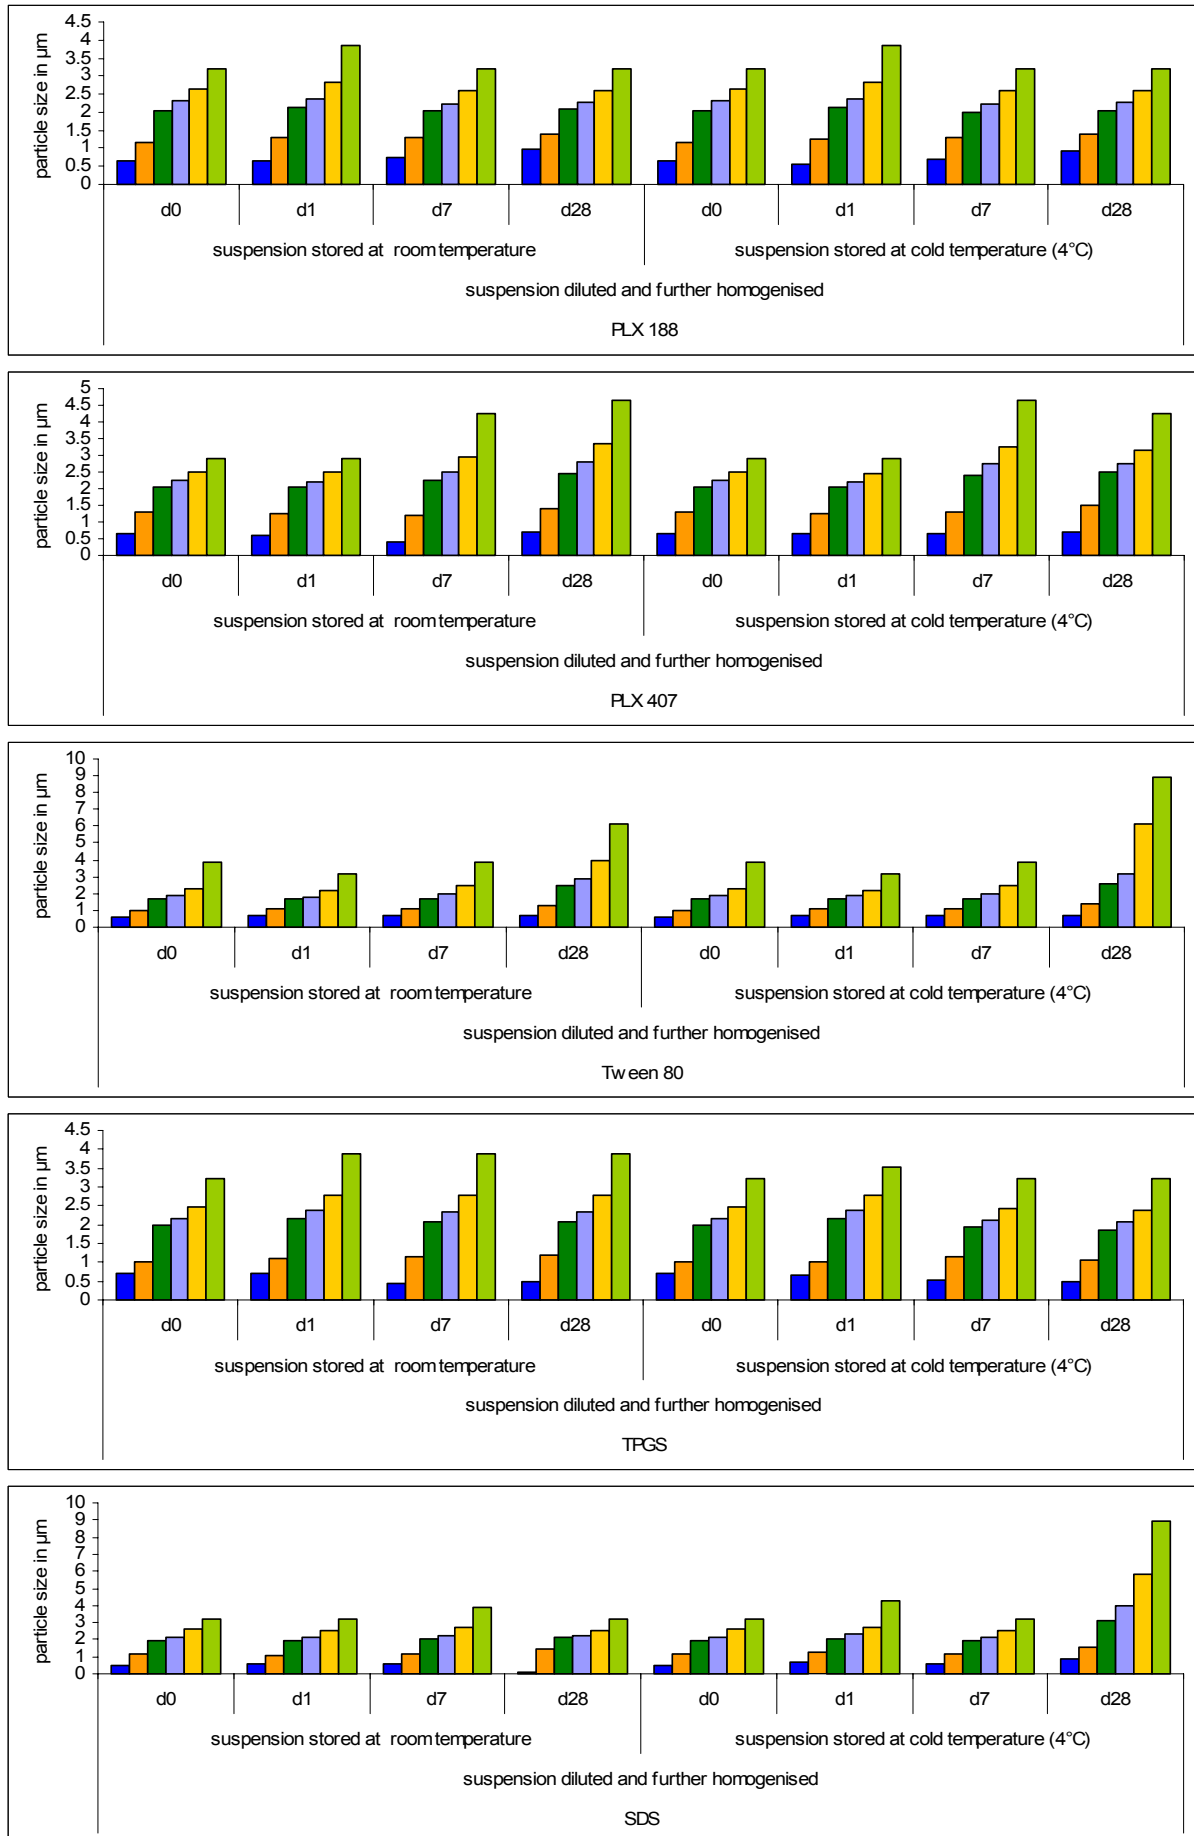 particle size in µm
4.5
4
3.5
3
2.5
2
1.5
1
0.5
0
d0 d1 d7 d28 d0 d1 d7 d28
suspension stored at room temperature suspension stored at cold temperature (4°C)
suspension diluted and further homogenised
PLX 188
particle size in µm
5
4.5
4
3.5
3
2.5
2
1.5
1
0.5
0
d0 d1 d7 d28 d0 d1 d7 d28
suspension stored at room temperature suspension stored at cold temperature (4°C)
suspension diluted and further homogenised
PLX 407
particle size in µm
10
9
8
7
6
5
4
3
2
1
0
d0 d1 d7 d28 d0 d1 d7 d28
suspension stored at room temperature suspension stored at cold temperature (4°C)
suspension diluted and further homogenised
Tween 80
particle size in µm
4.5
4
3.5
3
2.5
2
1.5
1
0.5
0
d0 d1 d7 d28 d0 d1 d7 d28
suspension stored at room temperature suspension stored at cold temperature (4°C)
suspension diluted and further homogenised
TPGS
particle size in µm
10
9
8
7
6
5
4
3
2
1
0
d0 d1 d7 d28 d0 d1 d7 d28
suspension stored at room temperature suspension stored at cold temperature (4°C)
suspension diluted and further homogenised
SDS